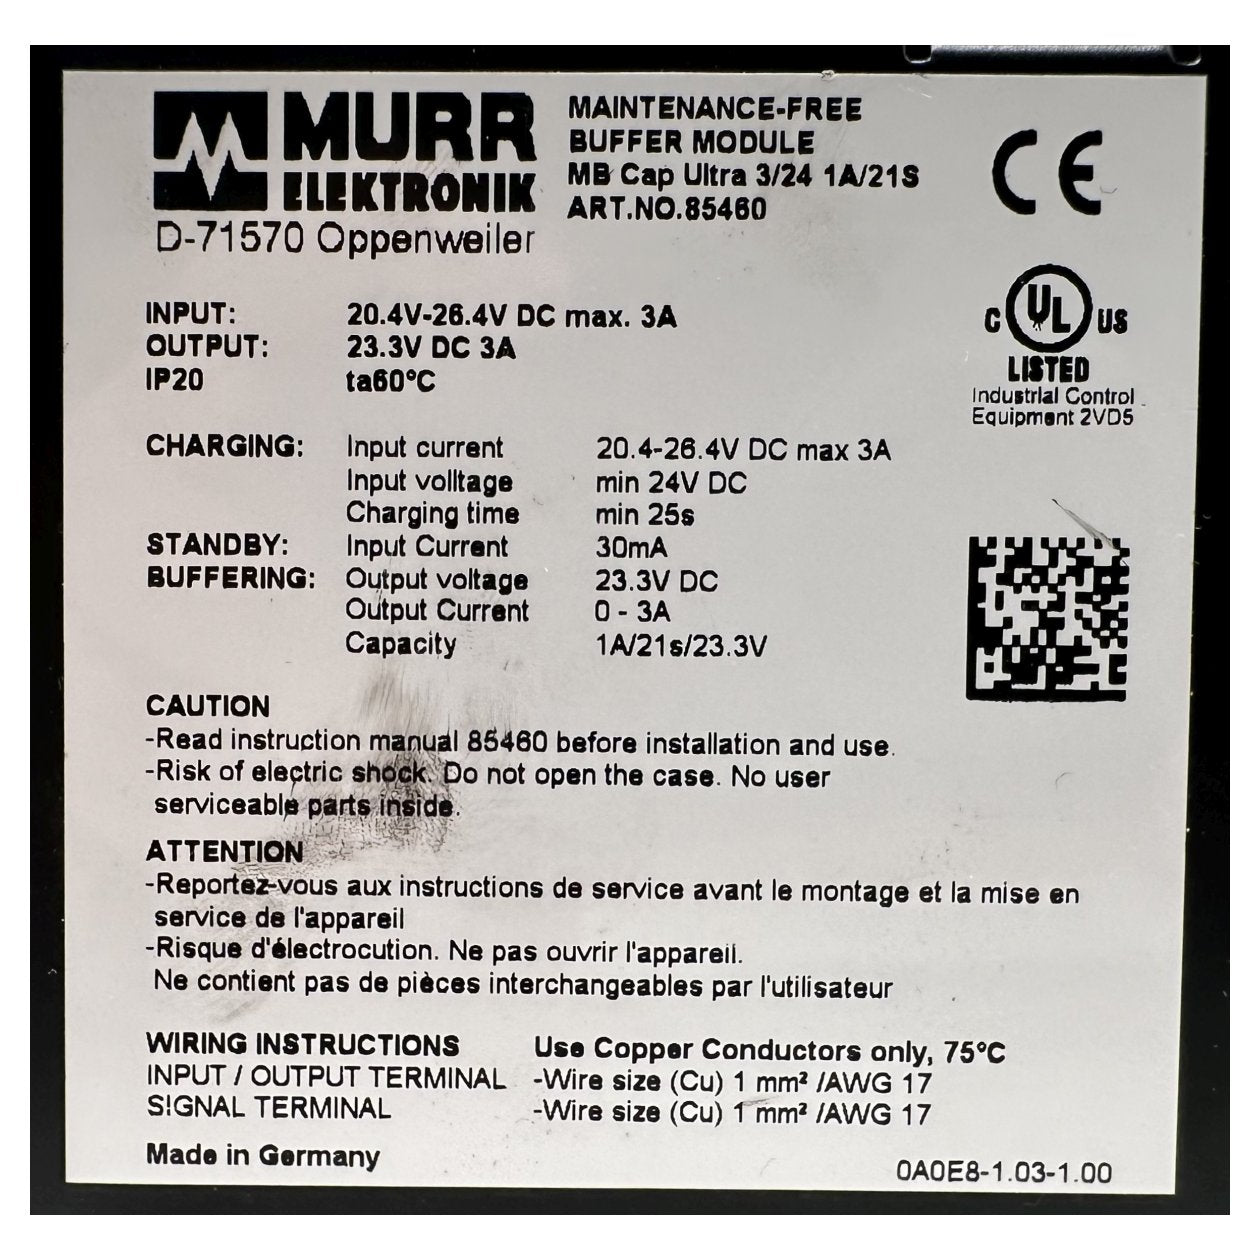 MURR
ELEKTRONIK
D-71570 Oppenweiler
MAINTENANCE-FREE
BUFFER MODULE
MB Cap Ultra 3/24 1A/21S
ART.NO.85460
CE
INPUT: 20.4V-26.4V DC max. 3A
OUTPUT: 23.3V DC 3A
IP20 ta60°C
C UL US
LISTED
Industrial Control
Equipment 2VD5
CHARGING: Input current 20.4-26.4V DC max 3A
Input volltage min 24V DC
Charging time min 25s
STANDBY: Input Current 30mA
BUFFERING: Output voltage 23.3V DC
Output Current 0 - 3A
Capacity 1A/21s/23.3V
CAUTION
-Read instruction manual 85460 before installation and use.
-Risk of electric shock. Do not open the case. No user
serviceable parts inside.
ATTENTION
-Reportez-vous aux instructions de service avant le montage et la mise en
service de l'appareil
-Risque d'électrocution. Ne pas ouvrir l'appareil.
Ne contient pas de pièces interchangeables par l'utilisateur
WIRING INSTRUCTIONS Use Copper Conductors only, 75°C
INPUT / OUTPUT TERMINAL -Wire size (Cu) 1 mm² /AWG 17
SIGNAL TERMINAL -Wire size (Cu) 1 mm² /AWG 17
Made in Germany
0A0E8-1.03-1.00